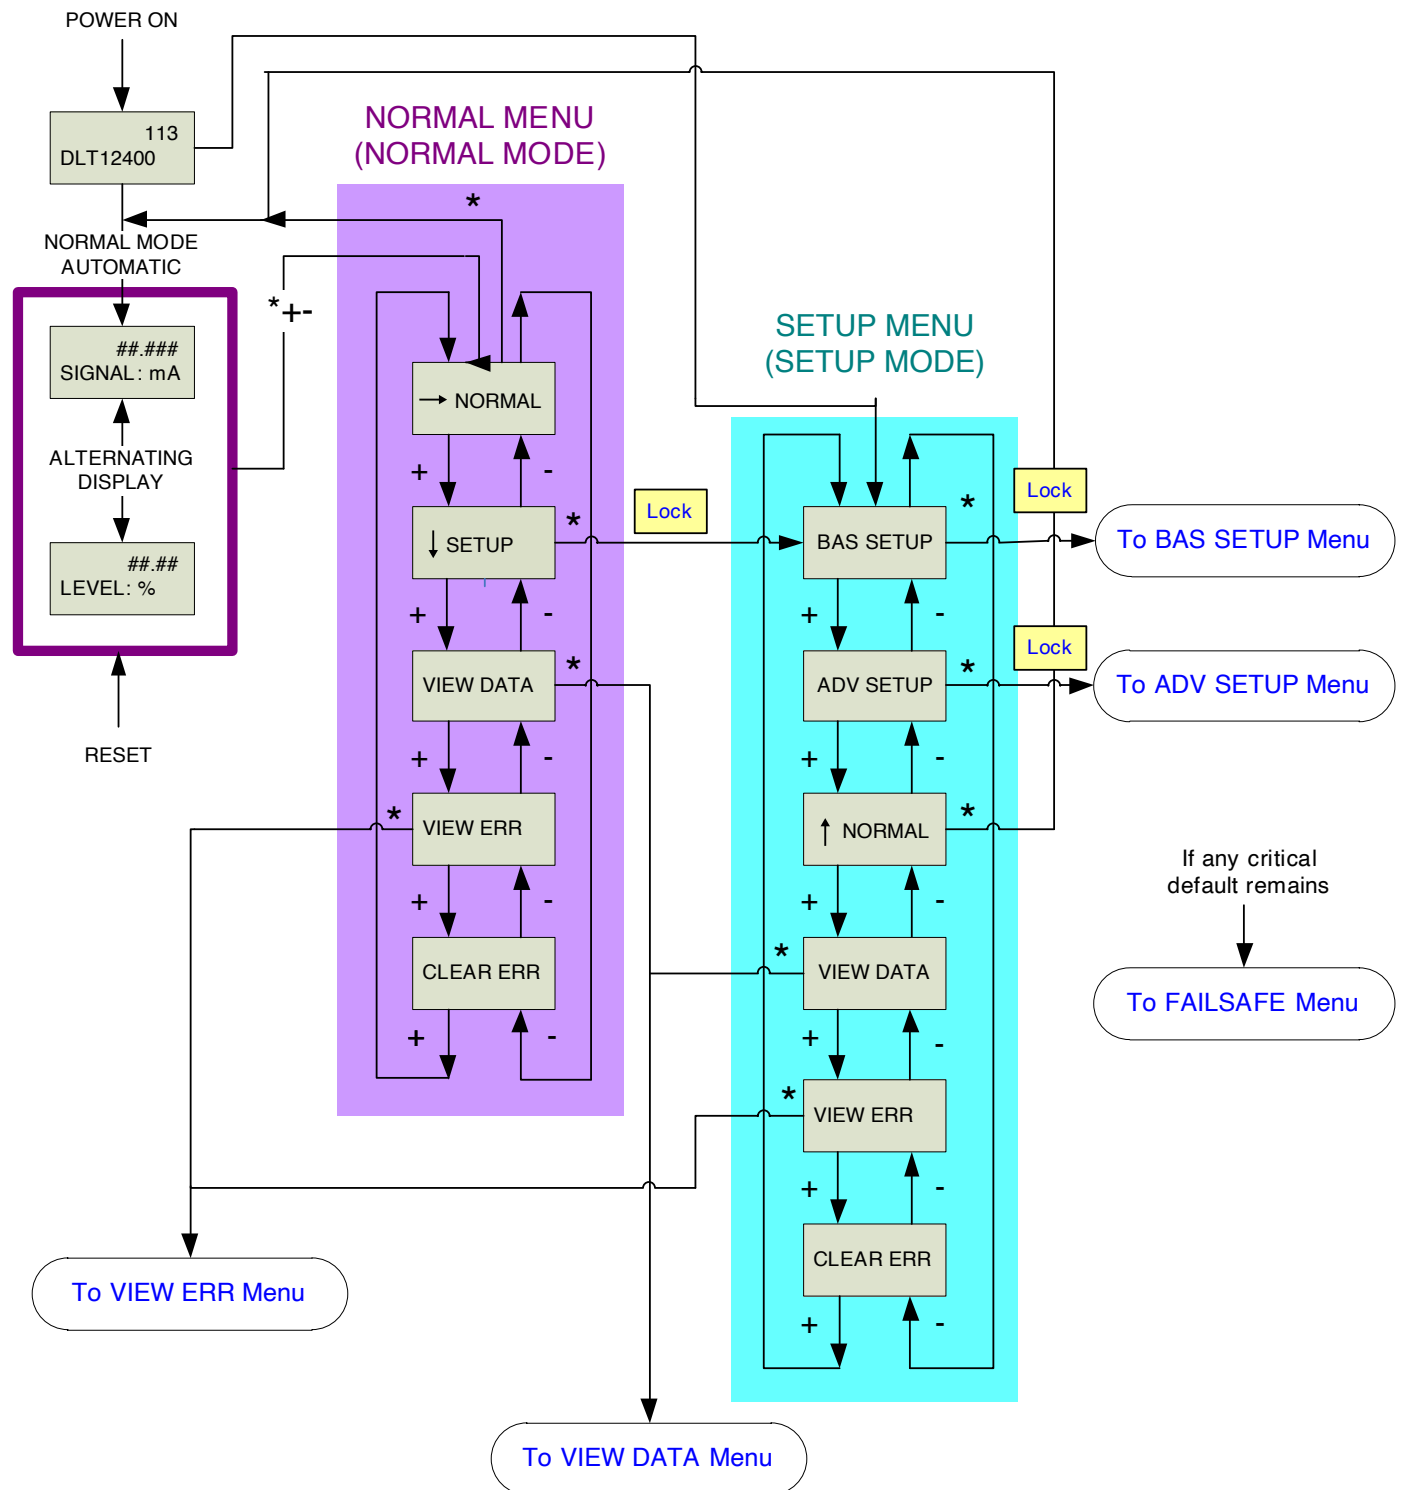 POWER ON
113
DLT12400
NORMAL MODE
AUTOMATIC
##.###
SIGNAL: mA
ALTERNATING
DISPLAY
##.##
LEVEL: %
RESET
*+-
NORMAL MENU
(NORMAL MODE)
*
→ NORMAL
+ -
↓ SETUP
*
Lock
+ -
VIEW DATA
*
+ -
*
VIEW ERR
+ -
CLEAR ERR
+ -
SETUP MENU
(SETUP MODE)
BAS SETUP
*
Lock
To BAS SETUP Menu
+ -
ADV SETUP
*
Lock
To ADV SETUP Menu
+ -
↑ NORMAL
*
+ -
*
VIEW DATA
+ -
*
VIEW ERR
+ -
CLEAR ERR
+ -
If any critical
default remains
To FAILSAFE Menu
To VIEW ERR Menu
To VIEW DATA Menu